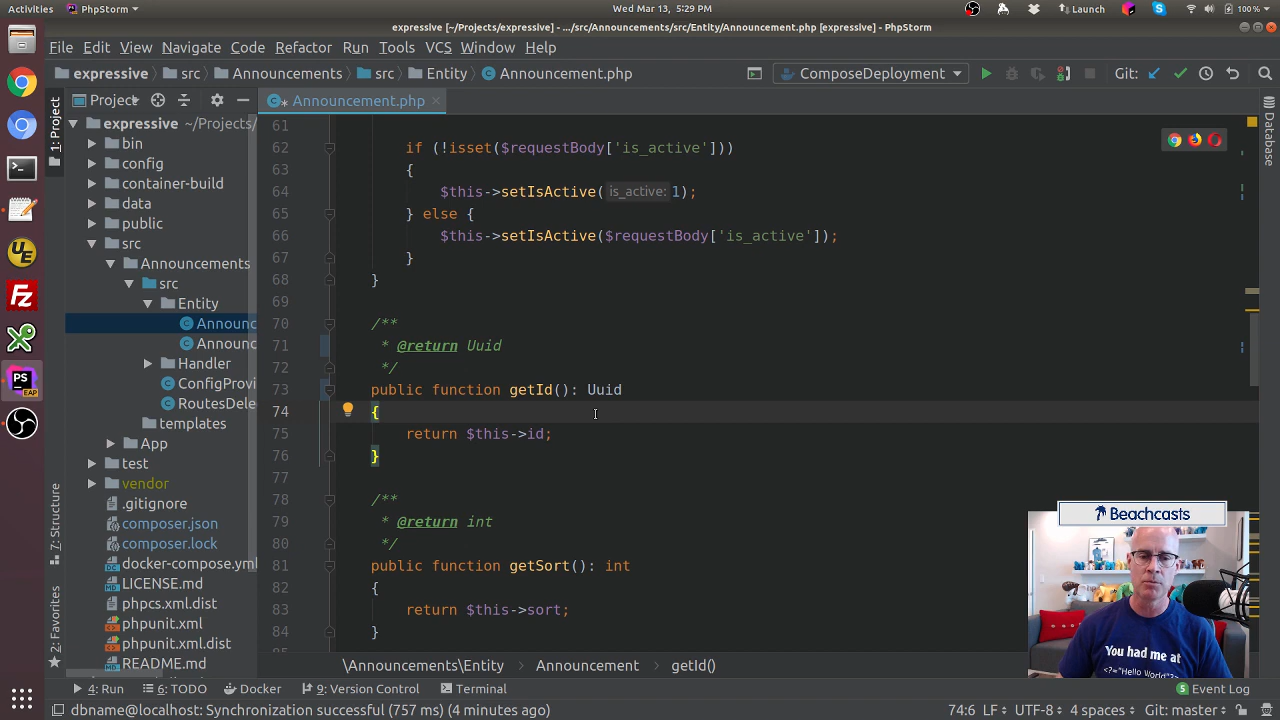 Activities PhpStorm Wed Mar 13, 5:29 PM Launch
expressive (~/Projects/expressive) - .../src/Announcements/src/Entity/Announcement.php [expressive] - PhpStorm
File Edit View Navigate Code Refactor Run Tools VCS Window Help
expressive src Announcements src Entity Announcement.php ComposeDeployment Git:
Project Announcement.php
1: Project
Database
7: Structure
2: Favorites
expressive ~/Projects/
bin
config
container-build
data
public
src
Announcements
src
Entity
Announc
Announc
Handler
ConfigProvi
RoutesDele
templates
App
test
vendor
.gitignore
composer.json
composer.lock
docker-compose.yml
LICENSE.md
phpcs.xml.dist
phpunit.xml
phpunit.xml.dist
README.md
61
62 if (!isset($requestBody['is_active']))
63 {
64 $this->setIsActive( is_active: 1);
65 } else {
66 $this->setIsActive($requestBody['is_active']);
67 }
68 }
69
70 /**
71 * @return Uuid
72 */
73 public function getId(): Uuid
74 {
75 return $this->id;
76 }
77
78 /**
79 * @return int
80 */
81 public function getSort(): int
82 {
83 return $this->sort;
84 }
\Announcements\Entity Announcement getId()
Beachcasts
You had me at
<?="Hello World"?>
4: Run 6: TODO Docker 9: Version Control Terminal Event Log
dbname@localhost: Synchronization successful (757 ms) (4 minutes ago) 74:6 LF UTF-8 4 spaces Git: master